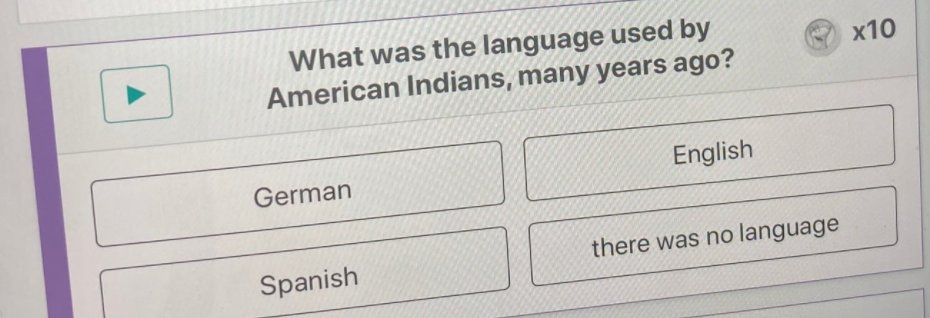 What was the language used by
American Indians, many years ago?
x10
German
English
Spanish
there was no language